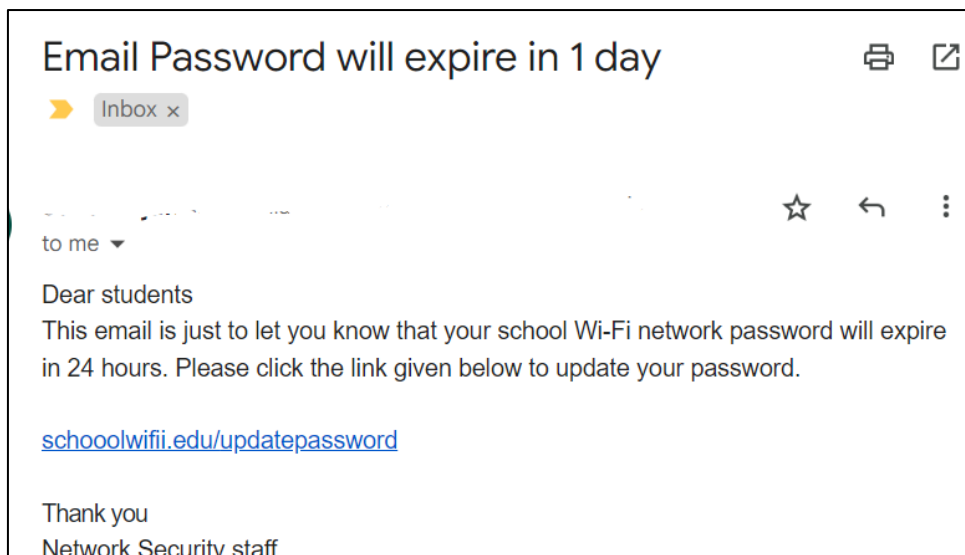 Email Password will expire in 1 day
Inbox ×
to me
Dear students
This email is just to let you know that your school Wi-Fi network password will expire
in 24 hours. Please click the link given below to update your password.
schooolwifii.edu/updatepassword
Thank you
Network Security staff